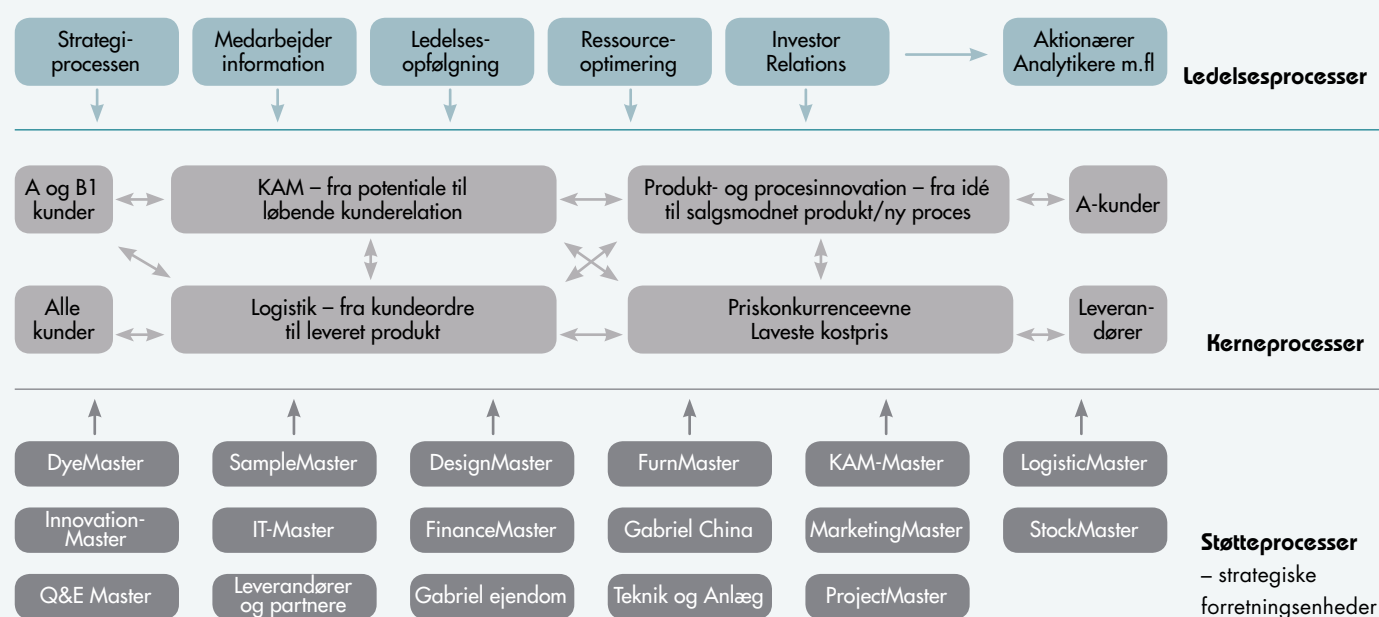 Strategi-
processen
Medarbejder
information
Ledelses-
opfølgning
Ressource-
optimering
Investor
Relations
Aktionærer
Analytikere m.fl
Ledelsesprocesser
A og B1
kunder
KAM – fra potentiale til
løbende kunderelation
Produkt- og procesinnovation – fra idé
til salgsmodnet produkt/ny proces
A-kunder
Alle
kunder
Logistik – fra kundeordre
til leveret produkt
Priskonkurrenceevne
Laveste kostpris
Leveran-
dører
Kerneprocesser
DyeMaster
SampleMaster
DesignMaster
FurnMaster
KAM-Master
LogisticMaster
Innovation-
Master
IT-Master
FinanceMaster
Gabriel China
MarketingMaster
StockMaster
Q&E Master
Leverandører
og partnere
Gabriel ejendom
Teknik og Anlæg
ProjectMaster
Støtteprocesser
– strategiske
forretningsenheder